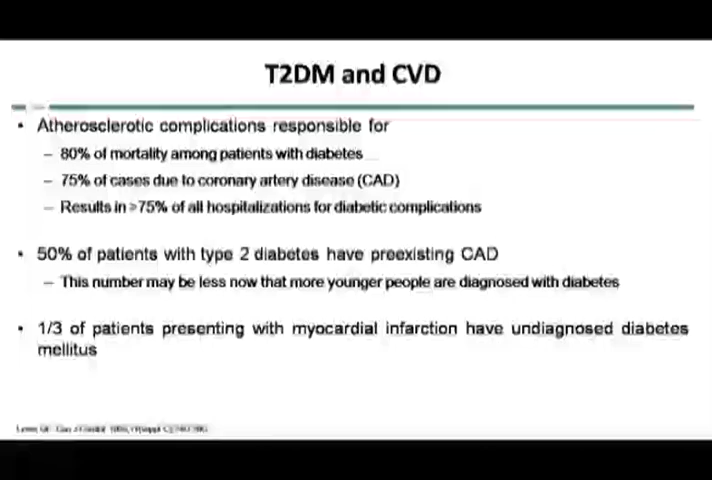 T2DM and CVD
• Atherosclerotic complications responsible for
– 80% of mortality among patients with diabetes
– 75% of cases due to coronary artery disease (CAD)
– Results in >75% of all hospitalizations for diabetic complications
• 50% of patients with type 2 diabetes have preexisting CAD
– This number may be less now that more younger people are diagnosed with diabetes
• 1/3 of patients presenting with myocardial infarction have undiagnosed diabetes
mellitus